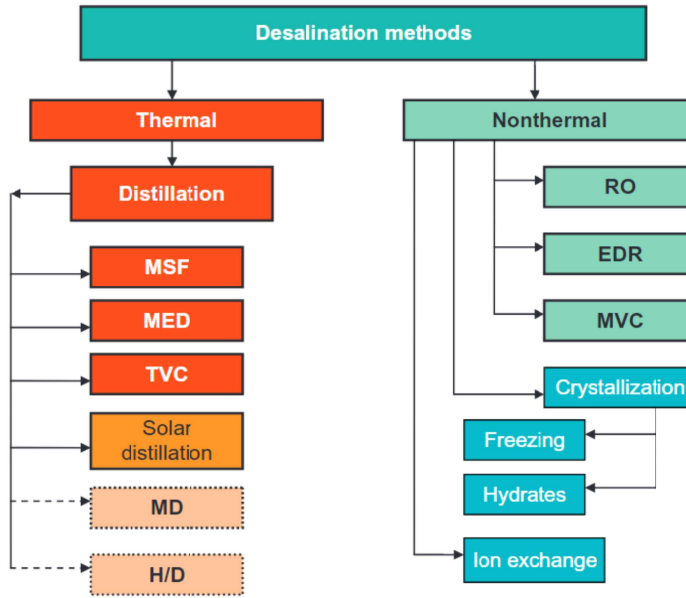 Desalination methods
Thermal
Nonthermal
Distillation
RO
EDR
MSF
MED
MVC
TVC
Crystallization
Solar
distillation
Freezing
MD
Hydrates
H/D
Ion exchange